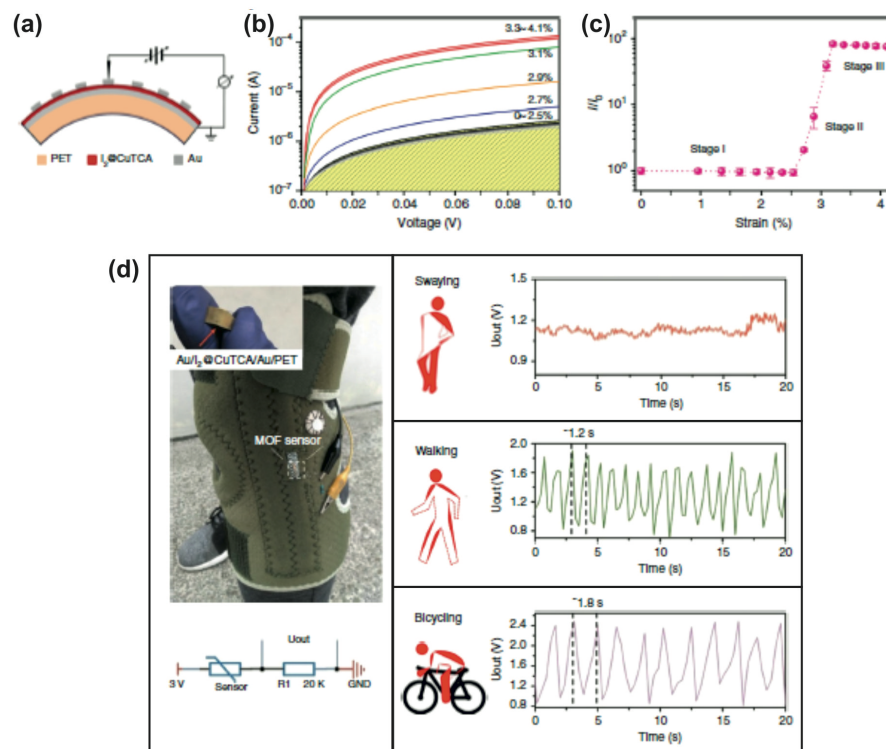 (a)
PET I₂@CuTCA Au
(b)
Current (A)
10⁻⁴
10⁻⁵
10⁻⁶
10⁻⁷
3.3~4.1%
3.1%
2.9%
2.7%
0~2.5%
0.00 0.02 0.04 0.06 0.08 0.10
Voltage (V)
(c)
I/I₀
10²
10¹
10⁰
Stage I
Stage II
Stage III
0 1 2 3 4
Strain (%)
(d)
Au/I₂@CuTCA/Au/PET
MOF sensor
Uout
3 V
Sensor
R1 20 K
GND
Swaying
Uout (V)
1.5
1.2
0.9
0 5 10 15 20
Time (s)
Walking
~1.2 s
Uout (V)
2.0
1.6
1.2
0.8
0 5 10 15 20
Time (s)
Bicycling
~1.8 s
Uout (V)
2.4
2.0
1.6
1.2
0.8
0 5 10 15 20
Time (s)